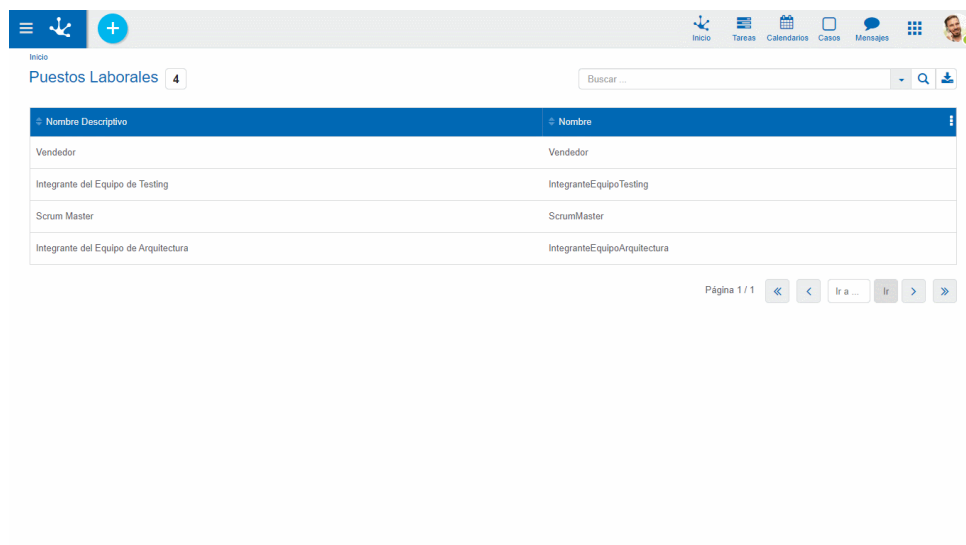 Inicio Tareas Calendarios Casos Mensajes
Inicio
Puestos Laborales 4
Buscar ...
Nombre Descriptivo Nombre
Vendedor Vendedor
Integrante del Equipo de Testing IntegranteEquipoTesting
Scrum Master ScrumMaster
Integrante del Equipo de Arquitectura IntegranteEquipoArquitectura
Página 1 / 1 Ir a ... Ir